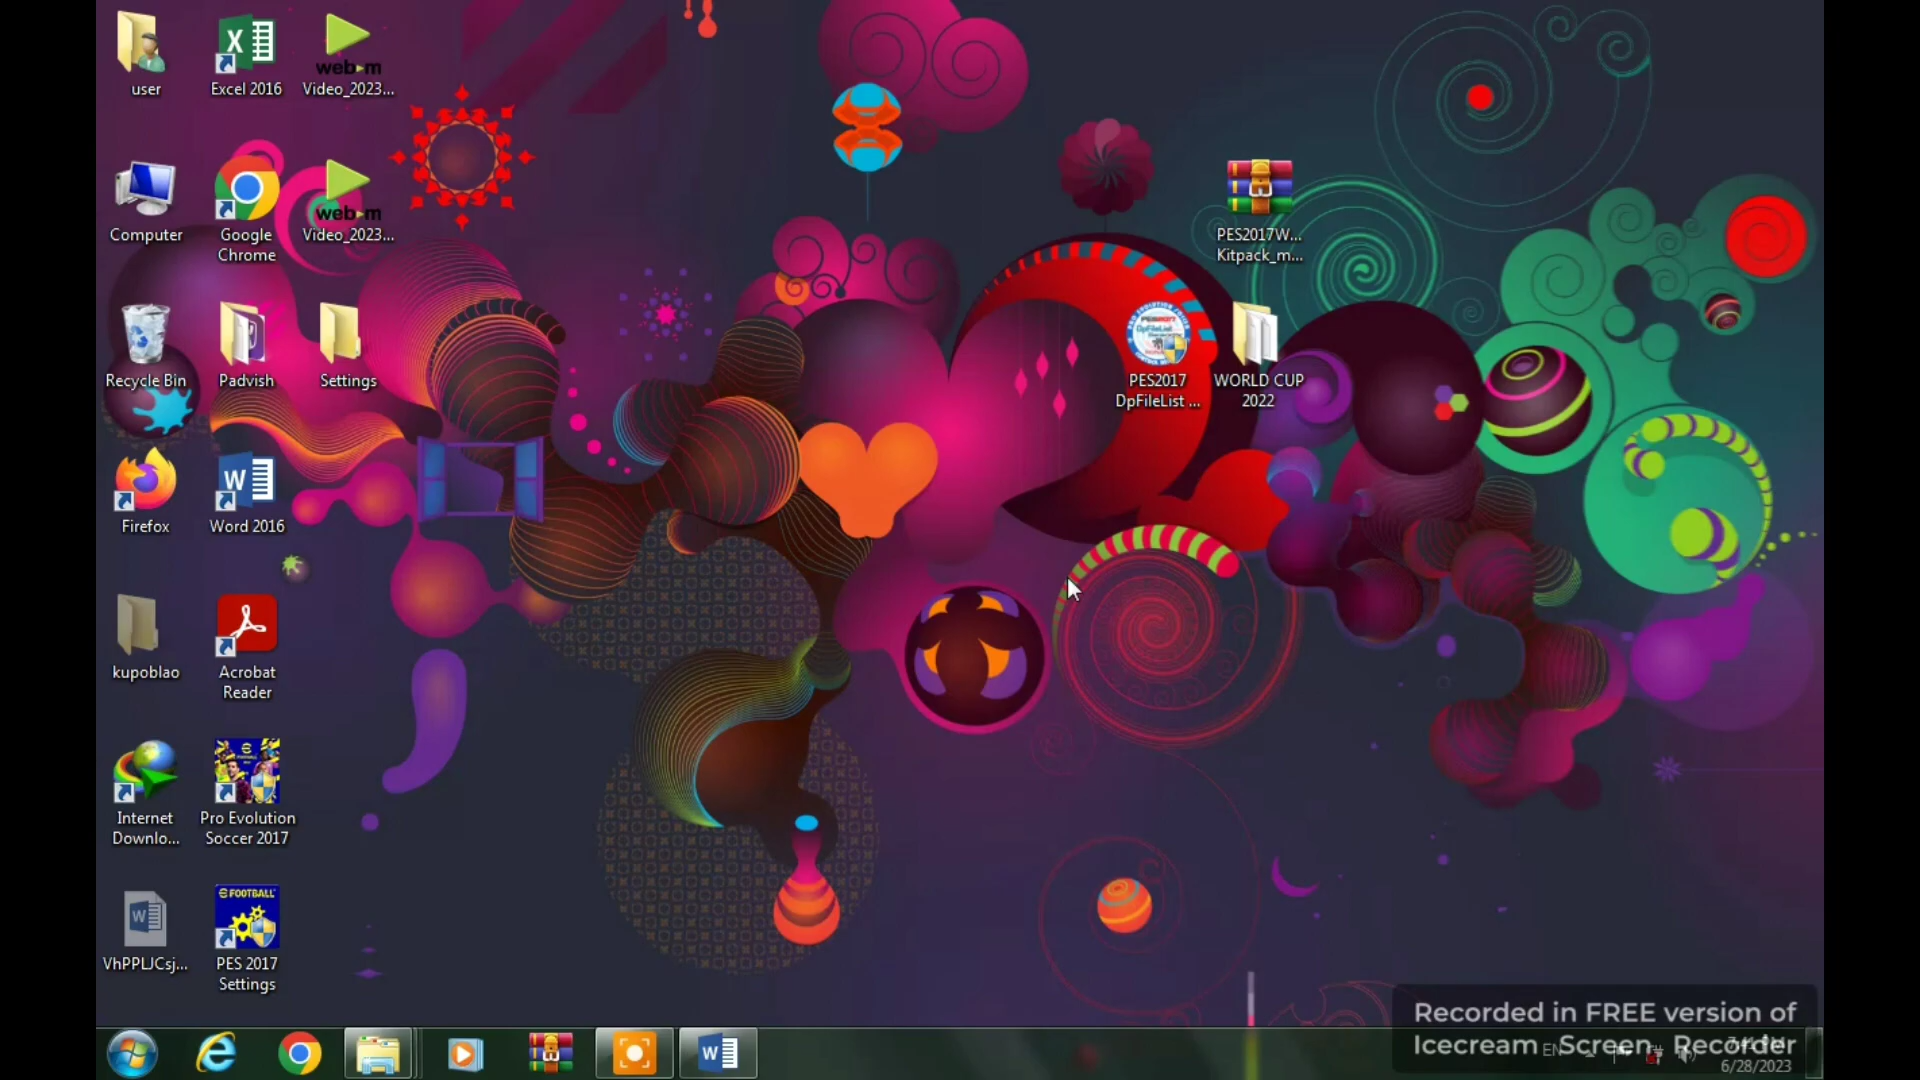 user
Excel 2016
web▸m
Video_2023...
Computer
Google
Chrome
web▸m
Video_2023...
PES2017W...
Kitpack_m...
Recycle Bin
Padvish
Settings
PES2017
DpFileList ...
WORLD CUP
2022
Firefox
Word 2016
kupoblao
Acrobat
Reader
Internet
Downlo...
Pro Evolution
Soccer 2017
VhPPLJCsj...
FOOTBALL
PES 2017
Settings
Recorded in FREE version of
Icecream Screen Recorder
EN
6/28/2023